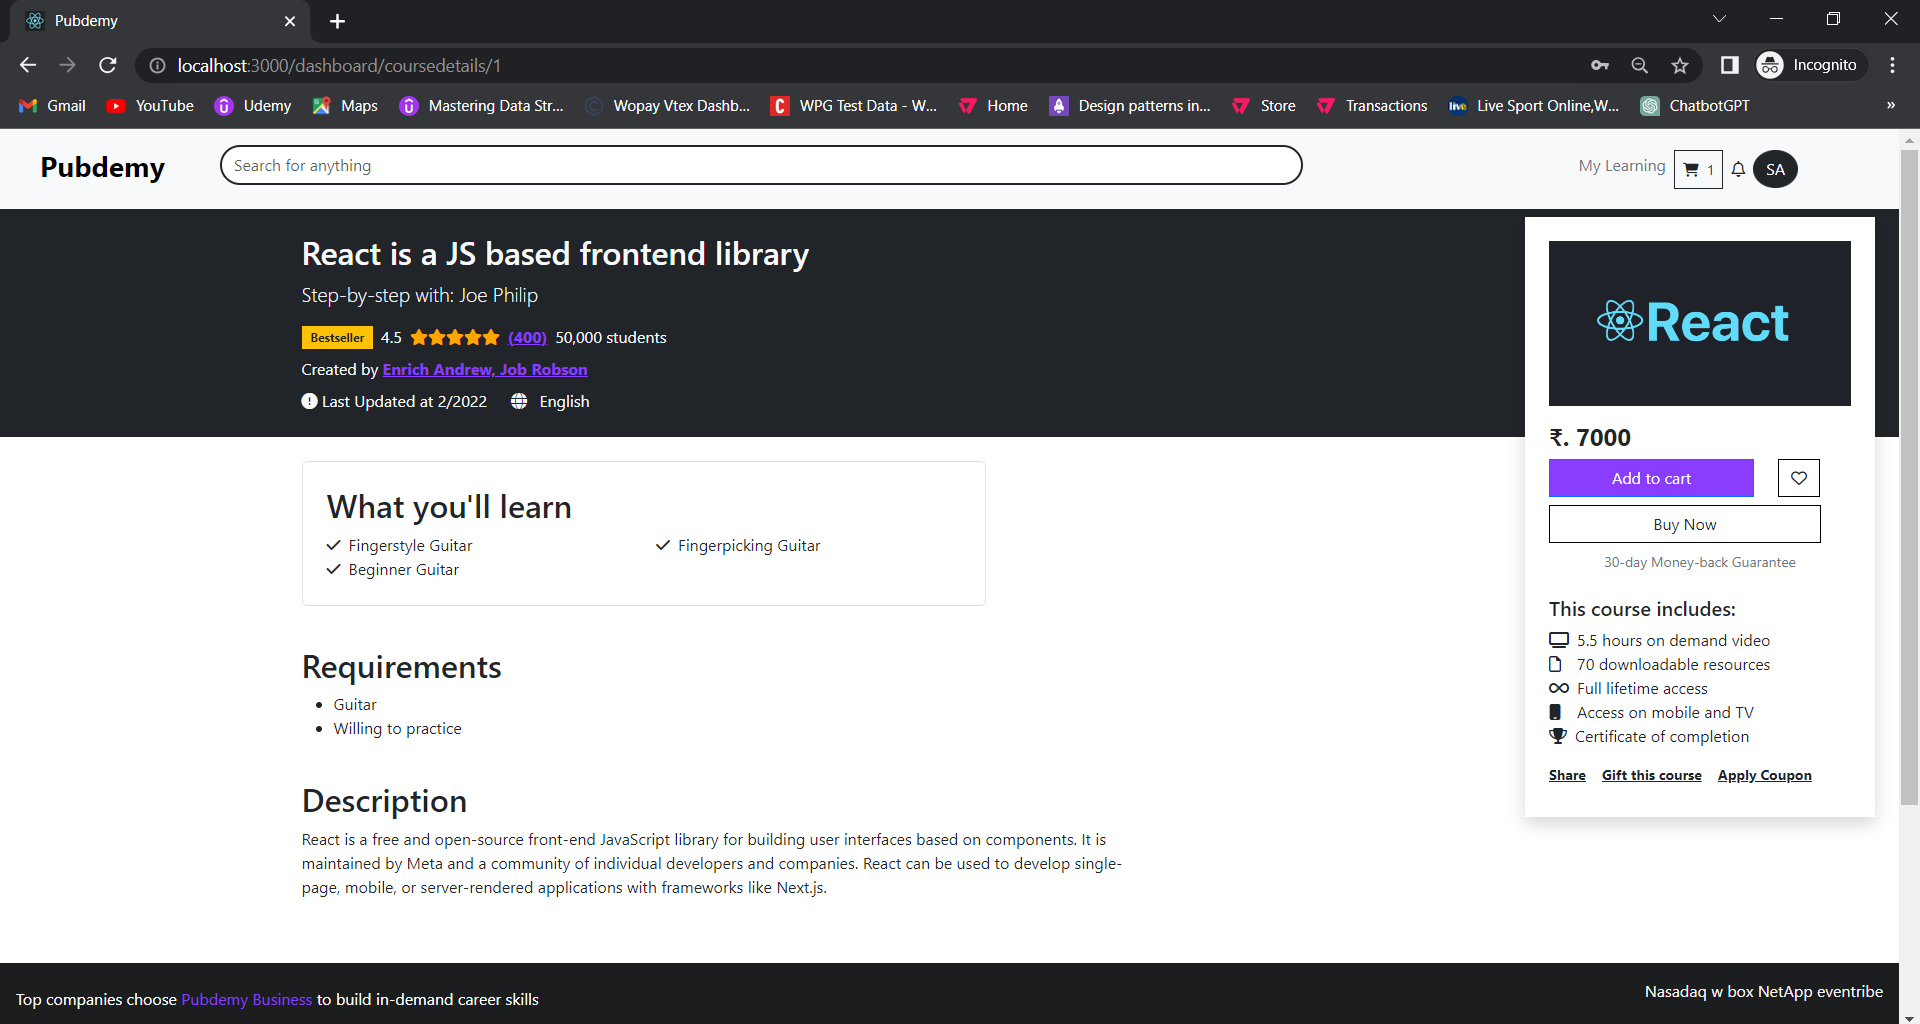 Pubdemy
localhost:3000/dashboard/coursedetails/1
Incognito
Gmail YouTube Udemy Maps Mastering Data Str... Wopay Vtex Dashb... WPG Test Data - W... Home Design patterns in... Store Transactions Live Sport Online,W... ChatbotGPT »
Pubdemy
Search for anything
My Learning
1
SA
React is a JS based frontend library
Step-by-step with: Joe Philip
Bestseller 4.5 (400) 50,000 students
Created by Enrich Andrew, Job Robson
Last Updated at 2/2022 English
React
₹. 7000
Add to cart
Buy Now
30-day Money-back Guarantee
This course includes:
5.5 hours on demand video
70 downloadable resources
Full lifetime access
Access on mobile and TV
Certificate of completion
Share Gift this course Apply Coupon
What you'll learn
Fingerstyle Guitar Fingerpicking Guitar
Beginner Guitar
Requirements
• Guitar
• Willing to practice
Description
React is a free and open-source front-end JavaScript library for building user interfaces based on components. It is
maintained by Meta and a community of individual developers and companies. React can be used to develop single-
page, mobile, or server-rendered applications with frameworks like Next.js.
Top companies choose Pubdemy Business to build in-demand career skills
Nasadaq w box NetApp eventribe